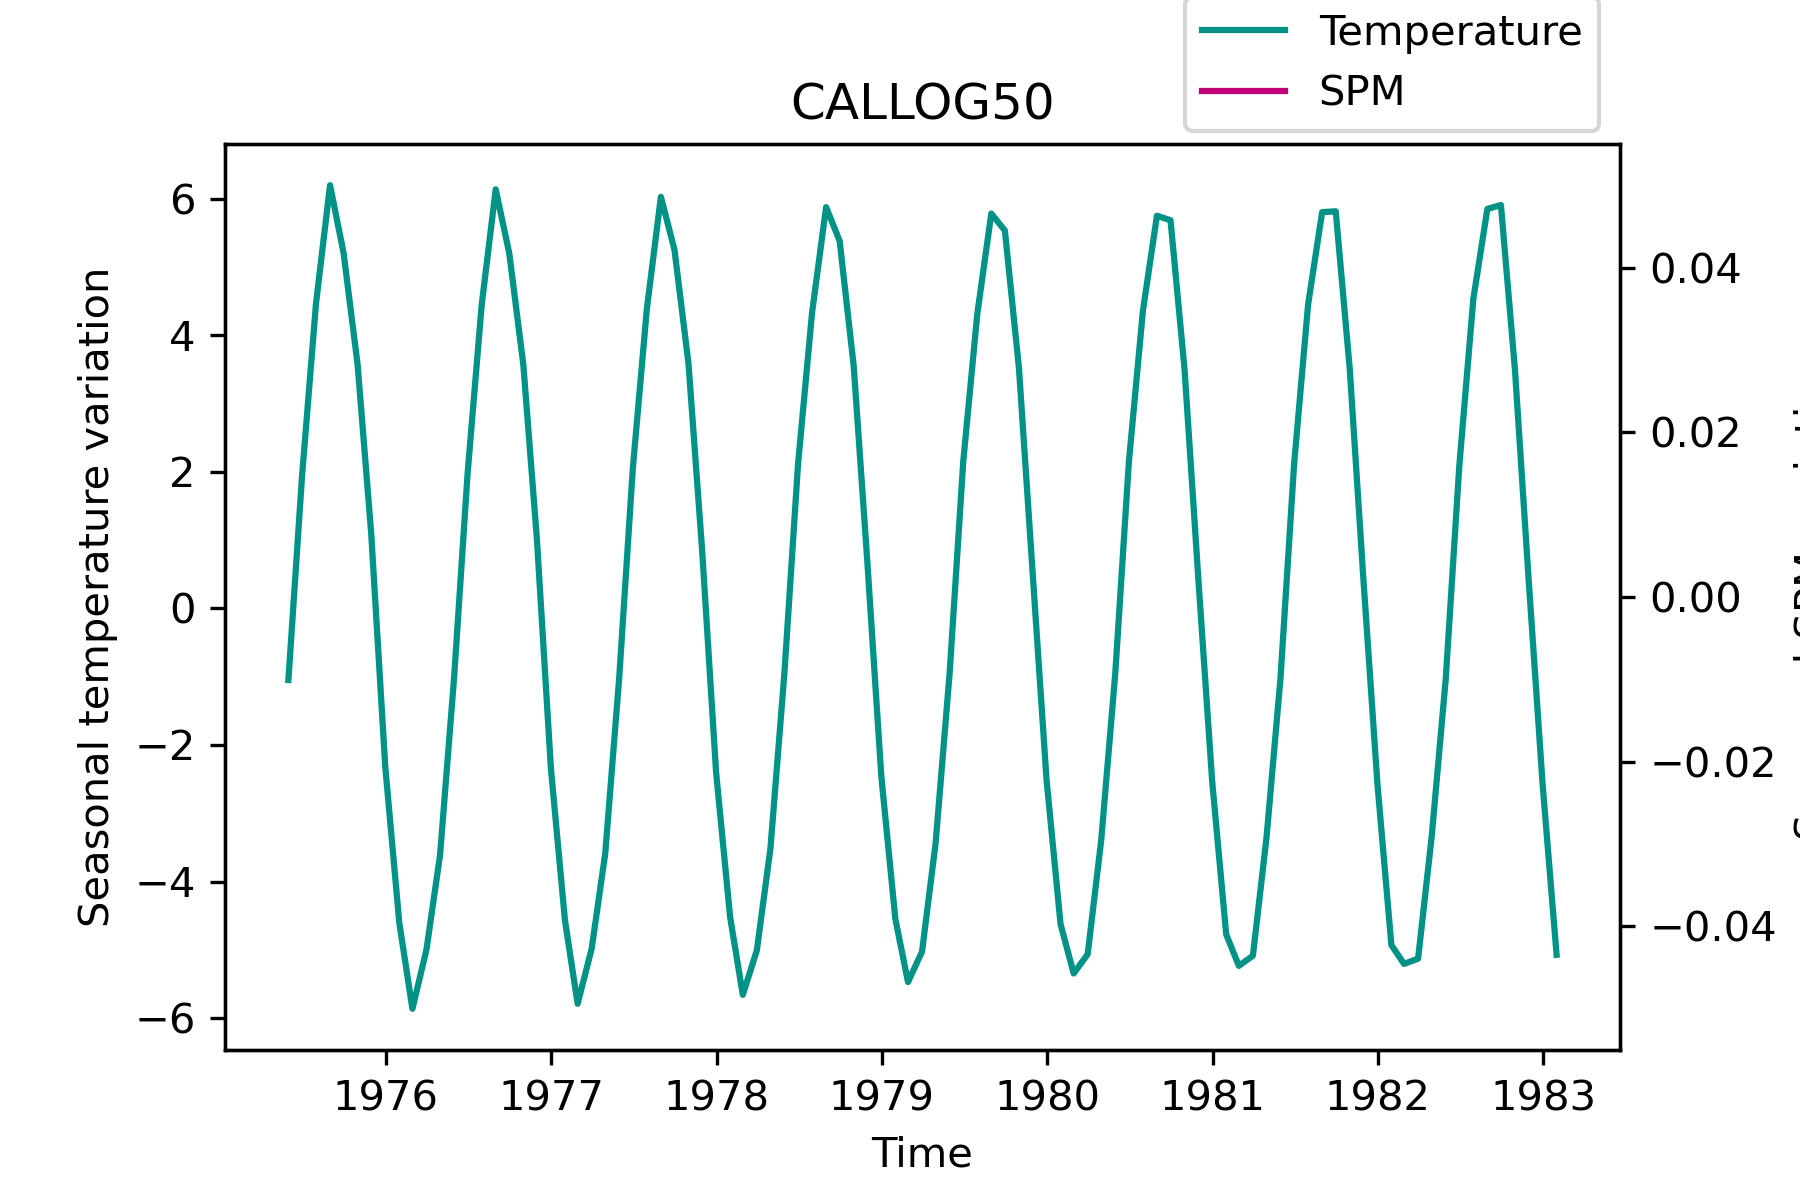 Temperature
SPM
CALLOG50
Seasonal temperature variation
6
4
2
0
−2
−4
−6
0.04
0.02
0.00
−0.02
−0.04
1976 1977 1978 1979 1980 1981 1982 1983
Time